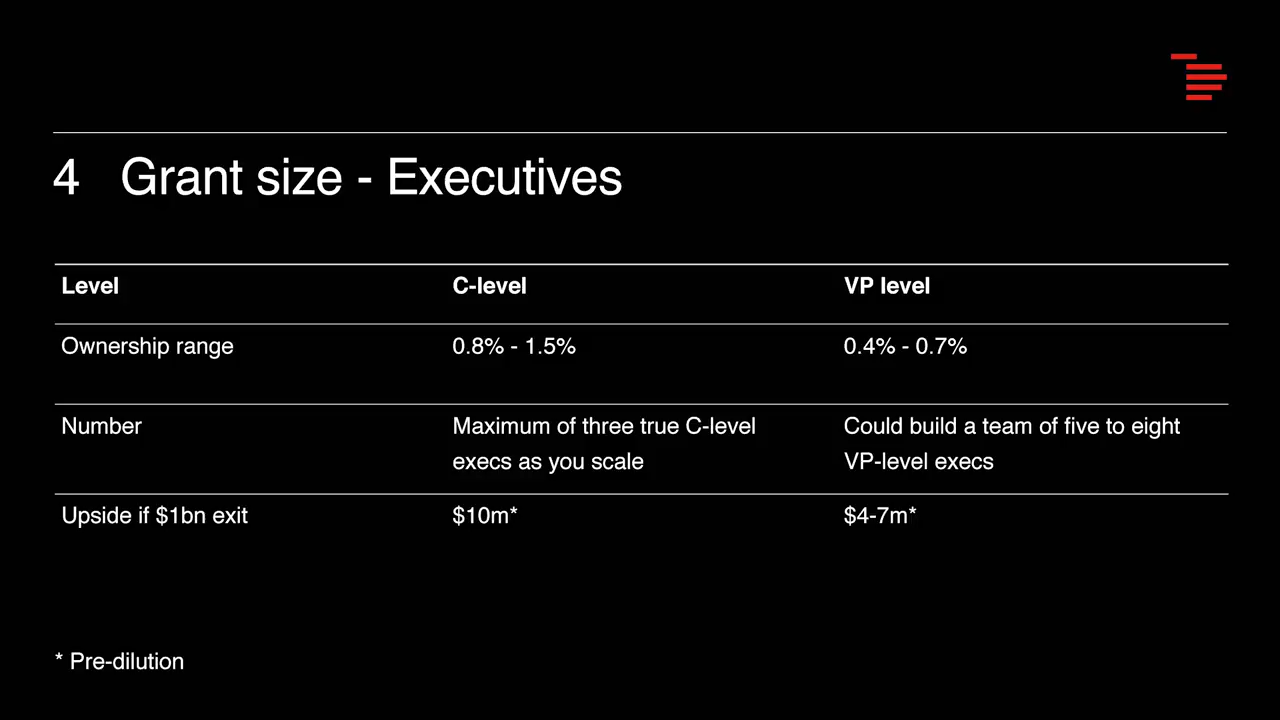 4 Grant size - Executives
Level C-level VP level
Ownership range 0.8% - 1.5% 0.4% - 0.7%
Number Maximum of three true C-level Could build a team of five to eight
execs as you scale VP-level execs
Upside if $1bn exit $10m* $4-7m*
* Pre-dilution